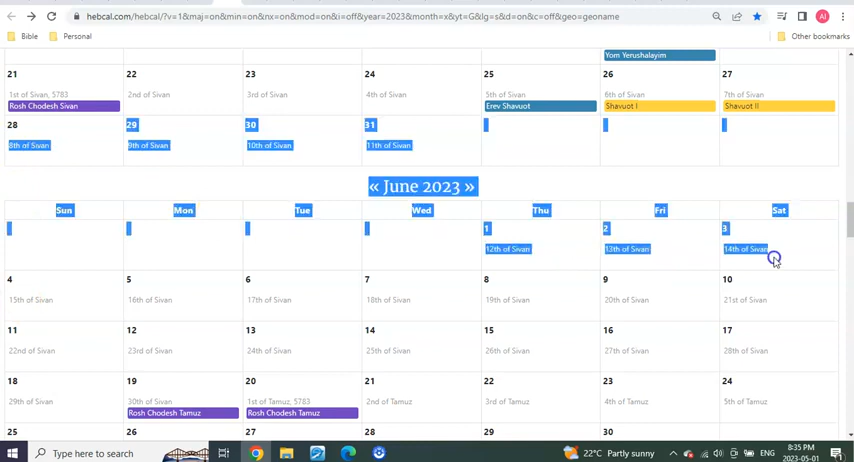 hebcal.com/hebcal/?v=1&maj=on&min=on&nx=on&mod=on&i=off&year=2023&month=x&yt=G&lg=s&d=on&c=off&geo=geoname
AI
Bible Personal Other bookmarks
Yom Yerushalayim
21 22 23 24 25 26 27
1st of Sivan, 5783 2nd of Sivan 3rd of Sivan 4th of Sivan 5th of Sivan 6th of Sivan 7th of Sivan
Rosh Chodesh Sivan Erev Shavuot Shavuot I Shavuot II
28 29 30 31
8th of Sivan 9th of Sivan 10th of Sivan 11th of Sivan
« June 2023 »
Sun Mon Tue Wed Thu Fri Sat
1 2 3
12th of Sivan 13th of Sivan 14th of Sivan
4 5 6 7 8 9 10
15th of Sivan 16th of Sivan 17th of Sivan 18th of Sivan 19th of Sivan 20th of Sivan 21st of Sivan
11 12 13 14 15 16 17
22nd of Sivan 23rd of Sivan 24th of Sivan 25th of Sivan 26th of Sivan 27th of Sivan 28th of Sivan
18 19 20 21 22 23 24
29th of Sivan 30th of Sivan 1st of Tamuz, 5783 2nd of Tamuz 3rd of Tamuz 4th of Tamuz 5th of Tamuz
Rosh Chodesh Tamuz Rosh Chodesh Tamuz
25 26 27 28 29 30
Type here to search
22°C Partly sunny
ENG
8:35 PM
2023-05-01